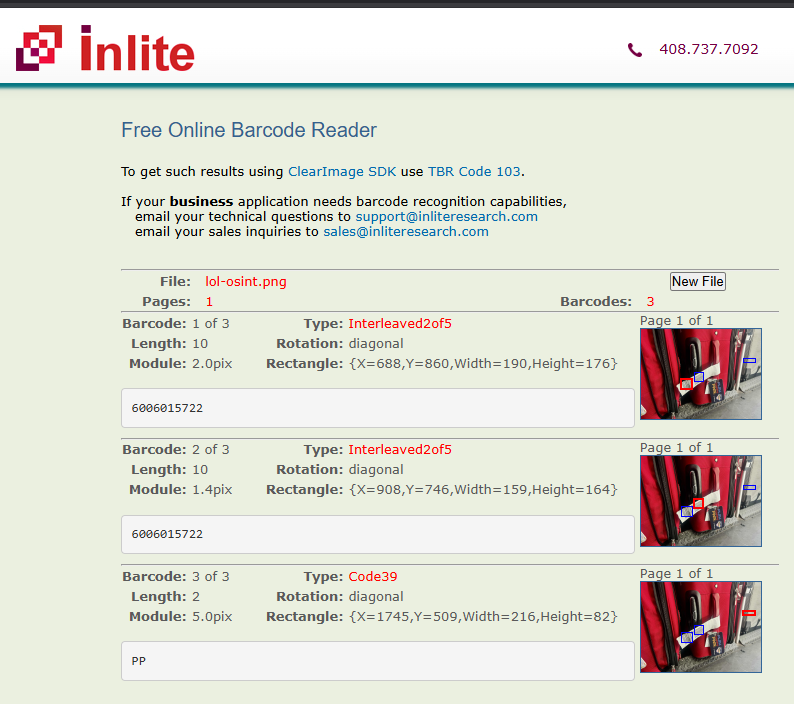 inlite
408.737.7092
Free Online Barcode Reader
To get such results using ClearImage SDK use TBR Code 103.
If your business application needs barcode recognition capabilities,
email your technical questions to support@inliteresearch.com
email your sales inquiries to sales@inliteresearch.com
File: lol-osint.png New File
Pages: 1 Barcodes: 3
Barcode: 1 of 3 Type: Interleaved2of5 Page 1 of 1
Length: 10 Rotation: diagonal
Module: 2.0pix Rectangle: {X=688,Y=860,Width=190,Height=176}
6006015722
Barcode: 2 of 3 Type: Interleaved2of5 Page 1 of 1
Length: 10 Rotation: diagonal
Module: 1.4pix Rectangle: {X=908,Y=746,Width=159,Height=164}
6006015722
Barcode: 3 of 3 Type: Code39 Page 1 of 1
Length: 2 Rotation: diagonal
Module: 5.0pix Rectangle: {X=1745,Y=509,Width=216,Height=82}
PP